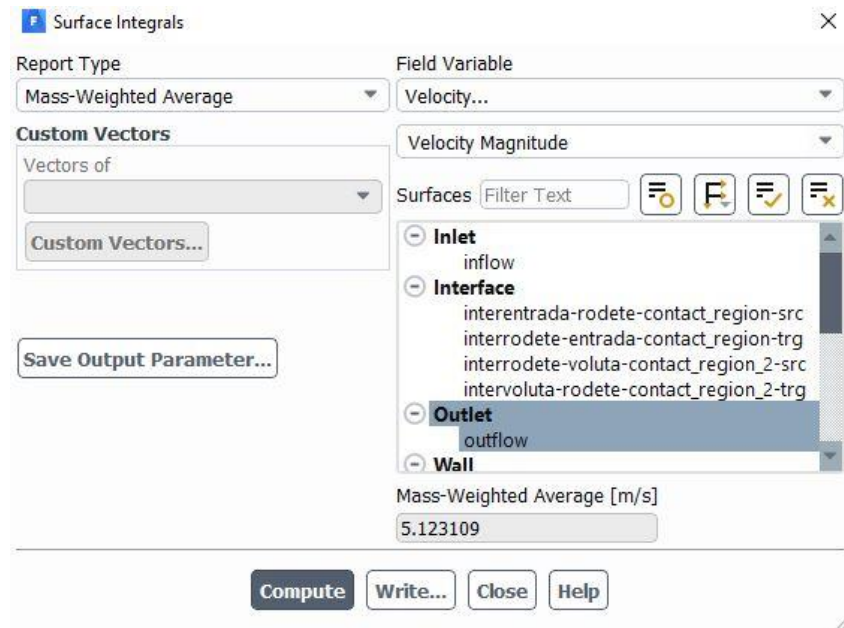 Surface Integrals
Report Type
Mass-Weighted Average
Custom Vectors
Vectors of
Custom Vectors...
Save Output Parameter...
Field Variable
Velocity...
Velocity Magnitude
Surfaces Filter Text
Inlet
inflow
Interface
interentrada-rodete-contact_region-src
interrodete-entrada-contact_region-trg
interrodete-voluta-contact_region_2-src
intervoluta-rodete-contact_region_2-trg
Outlet
outflow
Wall
Mass-Weighted Average [m/s]
5.123109
Compute Write... Close Help